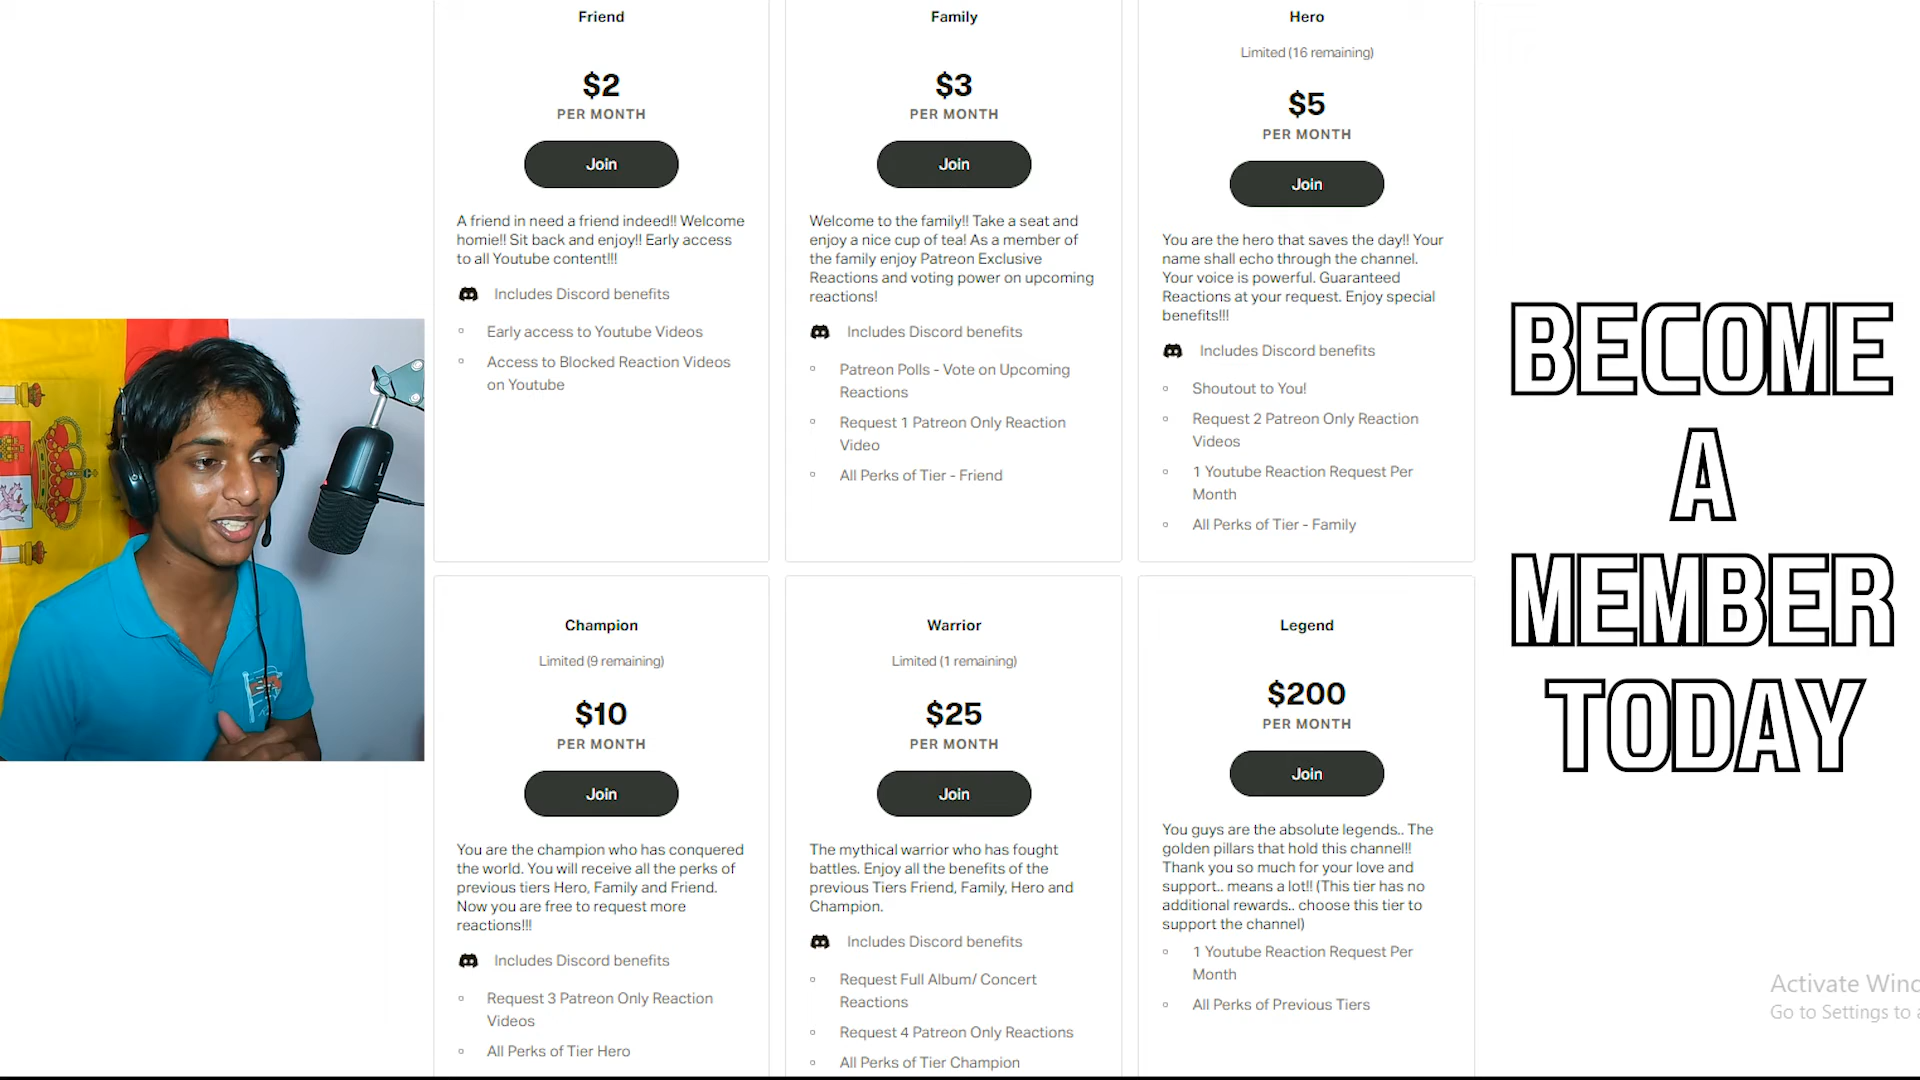 Friend
$2
PER MONTH
Join
A friend in need a friend indeed!! Welcome
homie!! Sit back and enjoy!! Early access
to all Youtube content!!!
Includes Discord benefits
Early access to Youtube Videos
Access to Blocked Reaction Videos
on Youtube
Family
$3
PER MONTH
Join
Welcome to the family!! Take a seat and
enjoy a nice cup of tea! As a member of
the family enjoy Patreon Exclusive
Reactions and voting power on upcoming
reactions!
Includes Discord benefits
Patreon Polls - Vote on Upcoming
Reactions
Request 1 Patreon Only Reaction
Video
All Perks of Tier - Friend
Hero
Limited (16 remaining)
$5
PER MONTH
Join
You are the hero that saves the day!! Your
name shall echo through the channel.
Your voice is powerful. Guaranteed
Reactions at your request. Enjoy special
benefits!!!
Includes Discord benefits
Shoutout to You!
Request 2 Patreon Only Reaction
Videos
1 Youtube Reaction Request Per
Month
All Perks of Tier - Family
Champion
Limited (9 remaining)
$10
PER MONTH
Join
You are the champion who has conquered
the world. You will receive all the perks of
previous tiers Hero, Family and Friend.
Now you are free to request more
reactions!!!
Includes Discord benefits
Request 3 Patreon Only Reaction
Videos
All Perks of Tier Hero
Warrior
Limited (1 remaining)
$25
PER MONTH
Join
The mythical warrior who has fought
battles. Enjoy all the benefits of the
previous Tiers Friend, Family, Hero and
Champion.
Includes Discord benefits
Request Full Album/ Concert
Reactions
Request 4 Patreon Only Reactions
All Perks of Tier Champion
Legend
$200
PER MONTH
Join
You guys are the absolute legends.. The
golden pillars that hold this channel!!
Thank you so much for your love and
support.. means a lot!! (This tier has no
additional rewards.. choose this tier to
support the channel)
1 Youtube Reaction Request Per
Month
All Perks of Previous Tiers
BECOME
A
MEMBER
TODAY
Activate Wind
Go to Settings to a